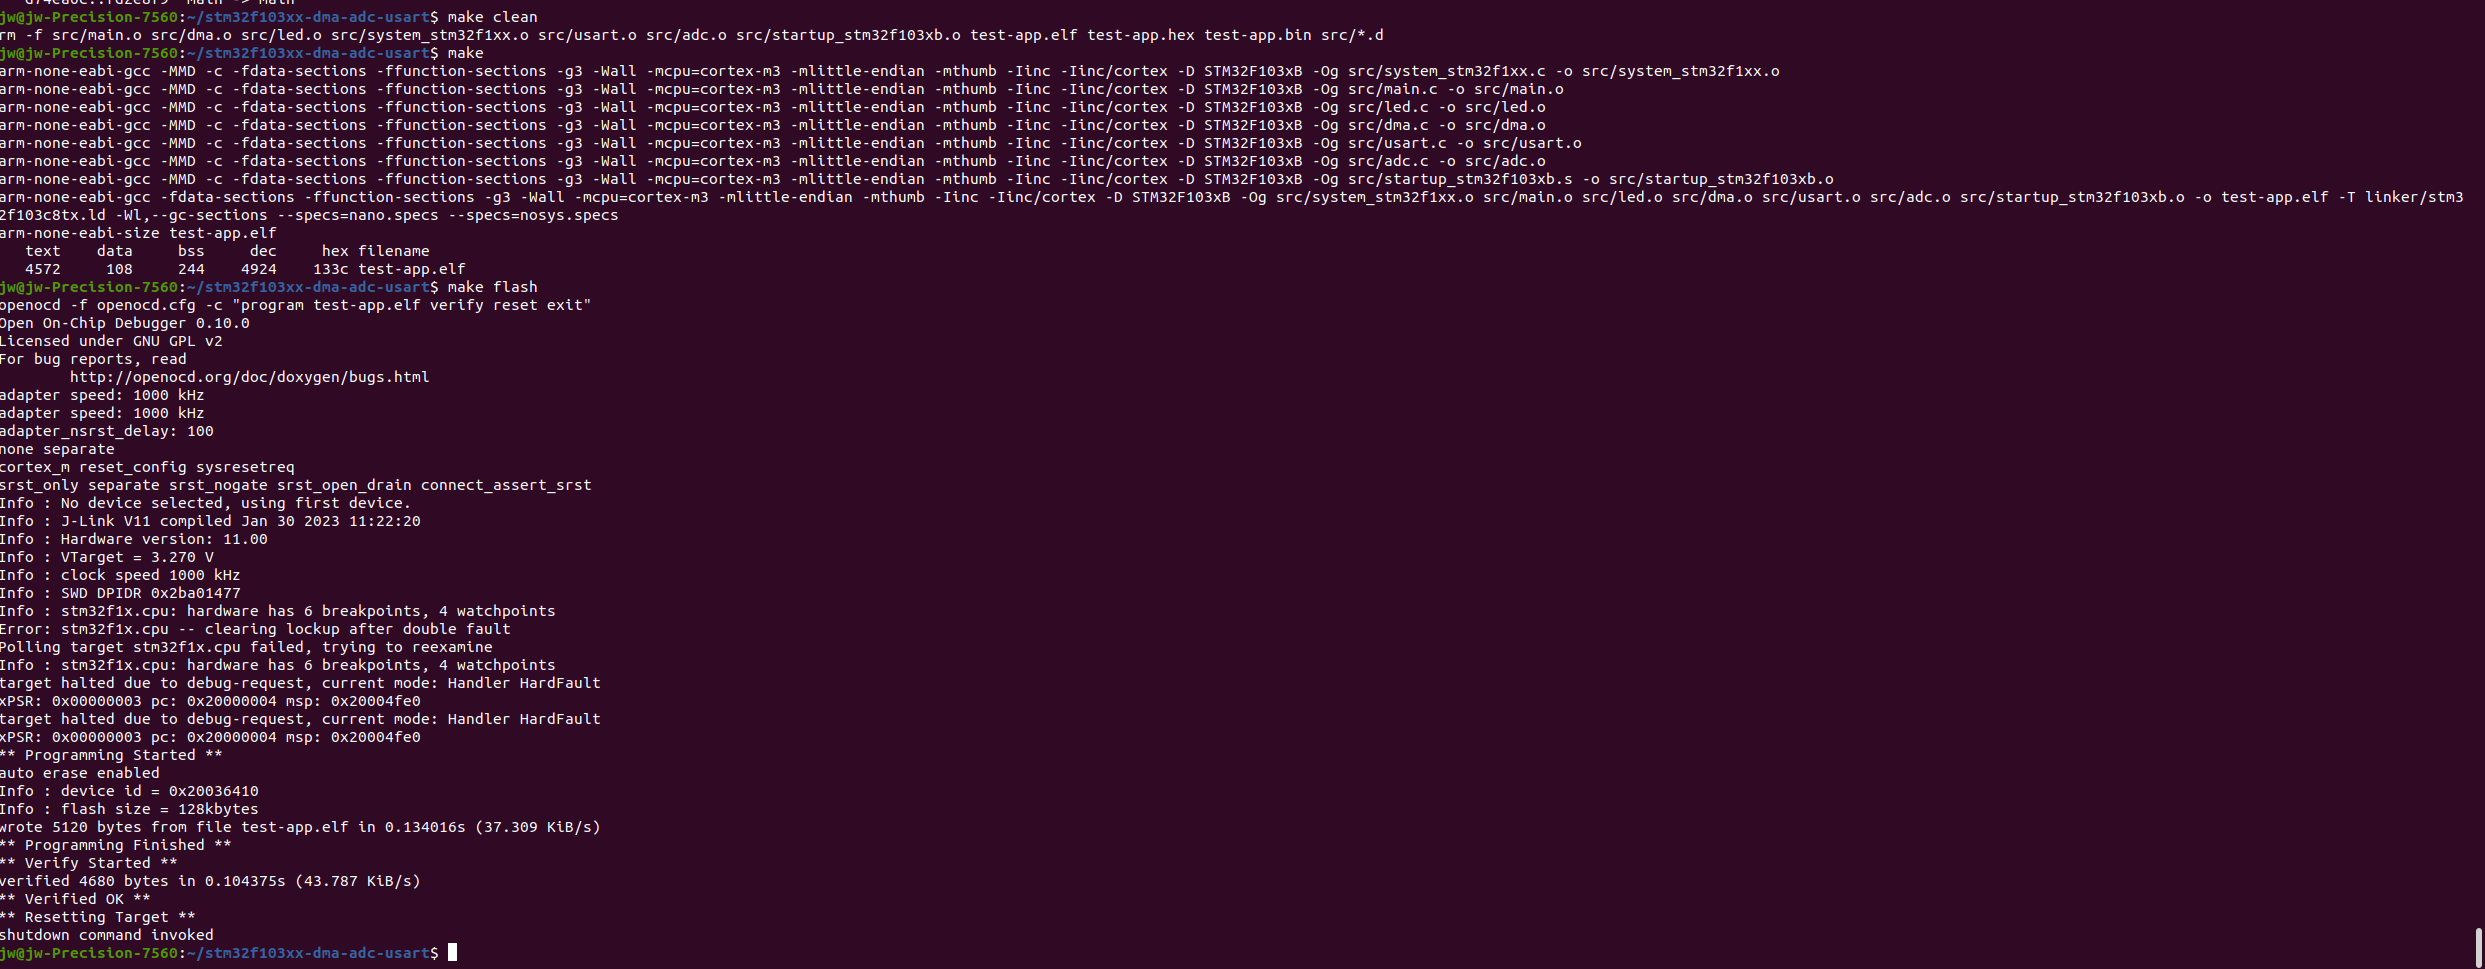 d74ea0c..fd2e8f9  main -> main
jw@jw-Precision-7560:~/stm32f103xx-dma-adc-usart$ make clean
rm -f src/main.o src/dma.o src/led.o src/system_stm32f1xx.o src/usart.o src/adc.o src/startup_stm32f103xb.o test-app.elf test-app.hex test-app.bin src/*.d
jw@jw-Precision-7560:~/stm32f103xx-dma-adc-usart$ make
arm-none-eabi-gcc -MMD -c -fdata-sections -ffunction-sections -g3 -Wall -mcpu=cortex-m3 -mlittle-endian -mthumb -Iinc -Iinc/cortex -D STM32F103xB -Og src/system_stm32f1xx.c -o src/system_stm32f1xx.o
arm-none-eabi-gcc -MMD -c -fdata-sections -ffunction-sections -g3 -Wall -mcpu=cortex-m3 -mlittle-endian -mthumb -Iinc -Iinc/cortex -D STM32F103xB -Og src/main.c -o src/main.o
arm-none-eabi-gcc -MMD -c -fdata-sections -ffunction-sections -g3 -Wall -mcpu=cortex-m3 -mlittle-endian -mthumb -Iinc -Iinc/cortex -D STM32F103xB -Og src/led.c -o src/led.o
arm-none-eabi-gcc -MMD -c -fdata-sections -ffunction-sections -g3 -Wall -mcpu=cortex-m3 -mlittle-endian -mthumb -Iinc -Iinc/cortex -D STM32F103xB -Og src/dma.c -o src/dma.o
arm-none-eabi-gcc -MMD -c -fdata-sections -ffunction-sections -g3 -Wall -mcpu=cortex-m3 -mlittle-endian -mthumb -Iinc -Iinc/cortex -D STM32F103xB -Og src/usart.c -o src/usart.o
arm-none-eabi-gcc -MMD -c -fdata-sections -ffunction-sections -g3 -Wall -mcpu=cortex-m3 -mlittle-endian -mthumb -Iinc -Iinc/cortex -D STM32F103xB -Og src/adc.c -o src/adc.o
arm-none-eabi-gcc -MMD -c -fdata-sections -ffunction-sections -g3 -Wall -mcpu=cortex-m3 -mlittle-endian -mthumb -Iinc -Iinc/cortex -D STM32F103xB -Og src/startup_stm32f103xb.s -o src/startup_stm32f103xb.o
arm-none-eabi-gcc -fdata-sections -ffunction-sections -g3 -Wall -mcpu=cortex-m3 -mlittle-endian -mthumb -Iinc -Iinc/cortex -D STM32F103xB -Og src/system_stm32f1xx.o src/main.o src/led.o src/dma.o src/usart.o src/adc.o src/startup_stm32f103xb.o -o test-app.elf -T linker/stm3
2f103c8tx.ld -Wl,--gc-sections --specs=nano.specs --specs=nosys.specs
arm-none-eabi-size test-app.elf
   text    data     bss     dec     hex filename
   4572     108     244    4924    133c test-app.elf
jw@jw-Precision-7560:~/stm32f103xx-dma-adc-usart$ make flash
openocd -f openocd.cfg -c "program test-app.elf verify reset exit"
Open On-Chip Debugger 0.10.0
Licensed under GNU GPL v2
For bug reports, read
        http://openocd.org/doc/doxygen/bugs.html
adapter speed: 1000 kHz
adapter speed: 1000 kHz
adapter_nsrst_delay: 100
none separate
cortex_m reset_config sysresetreq
srst_only separate srst_nogate srst_open_drain connect_assert_srst
Info : No device selected, using first device.
Info : J-Link V11 compiled Jan 30 2023 11:22:20
Info : Hardware version: 11.00
Info : VTarget = 3.270 V
Info : clock speed 1000 kHz
Info : SWD DPIDR 0x2ba01477
Info : stm32f1x.cpu: hardware has 6 breakpoints, 4 watchpoints
Error: stm32f1x.cpu -- clearing lockup after double fault
Polling target stm32f1x.cpu failed, trying to reexamine
Info : stm32f1x.cpu: hardware has 6 breakpoints, 4 watchpoints
target halted due to debug-request, current mode: Handler HardFault
xPSR: 0x00000003 pc: 0x20000004 msp: 0x20004fe0
target halted due to debug-request, current mode: Handler HardFault
xPSR: 0x00000003 pc: 0x20000004 msp: 0x20004fe0
** Programming Started **
auto erase enabled
Info : device id = 0x20036410
Info : flash size = 128kbytes
wrote 5120 bytes from file test-app.elf in 0.134016s (37.309 KiB/s)
** Programming Finished **
** Verify Started **
verified 4680 bytes in 0.104375s (43.787 KiB/s)
** Verified OK **
** Resetting Target **
shutdown command invoked
jw@jw-Precision-7560:~/stm32f103xx-dma-adc-usart$